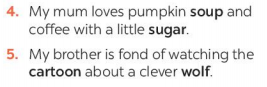 4. My mum loves pumpkin soup and
coffee with a little sugar.
5. My brother is fond of watching the
cartoon about a clever wolf.